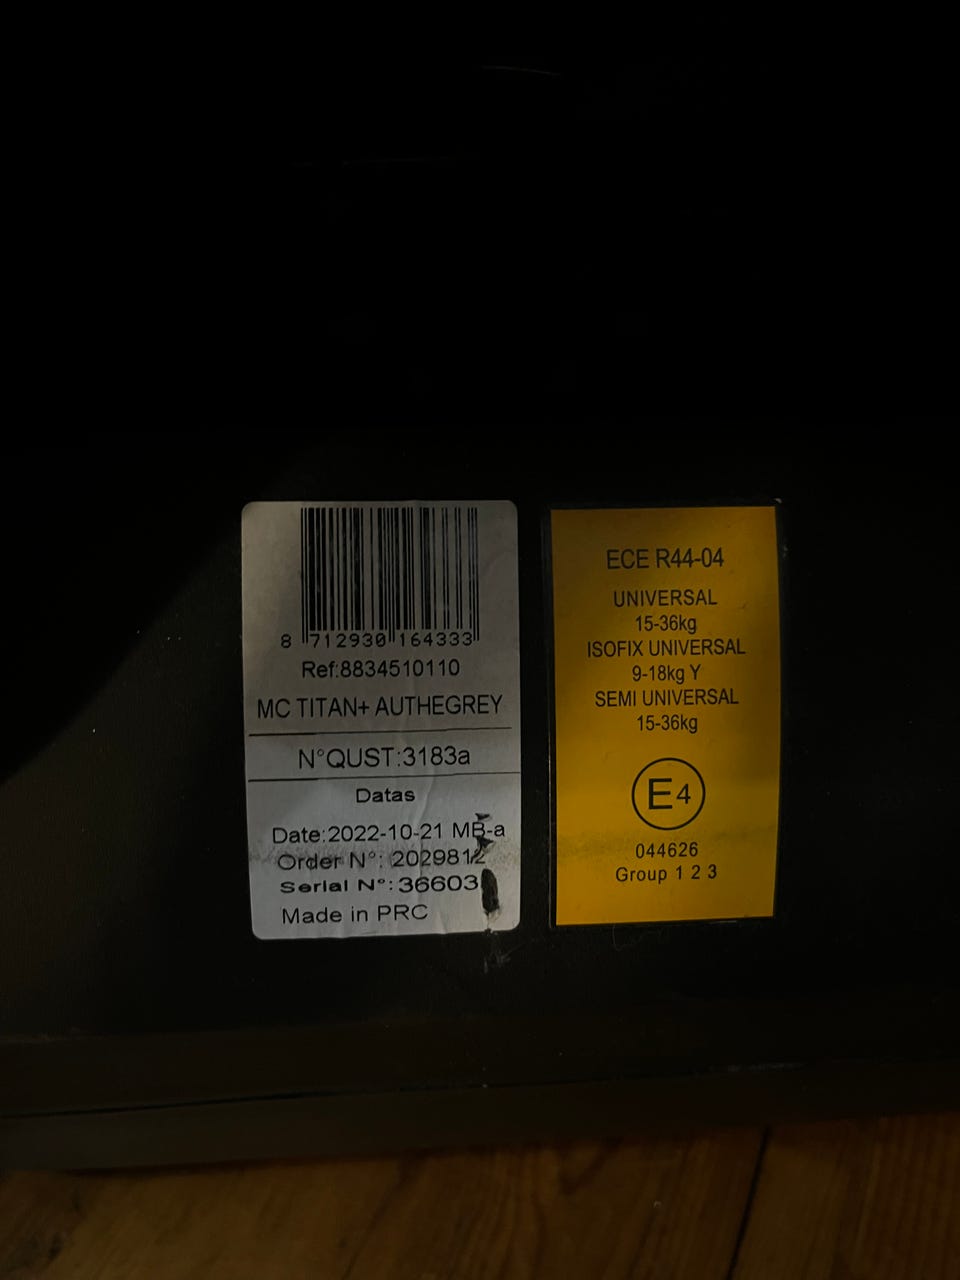 8 712930 164333
Ref:8834510110
MC TITAN+ AUTHEGREY
N°QUST:3183a
Datas
Date:2022-10-21 MB-a
Order N°: 2029812
Serial N°:36603
Made in PRC
ECE R44-04
UNIVERSAL
15-36kg
ISOFIX UNIVERSAL
9-18kg Y
SEMI UNIVERSAL
15-36kg
E4
044626
Group 1 2 3